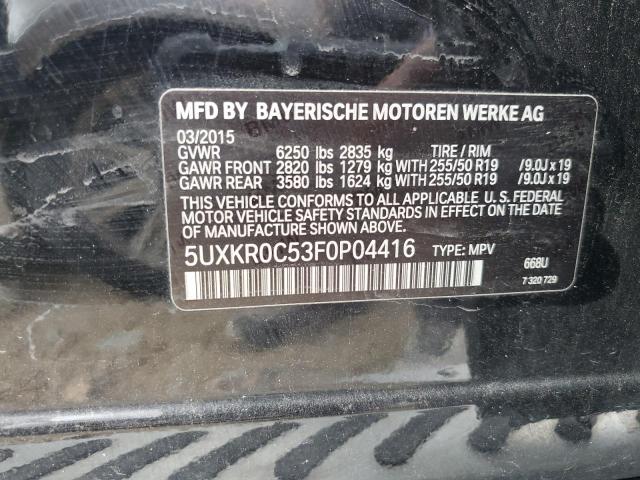 MFD BY BAYERISCHE MOTOREN WERKE AG
03/2015
GVWR 6250 lbs 2835 kg TIRE / RIM
GAWR FRONT 2820 lbs 1279 kg WITH 255/50 R19 /9.0J x 19
GAWR REAR 3580 lbs 1624 kg WITH 255/50 R19 /9.0J x 19
THIS VEHICLE CONFORMS TO ALL APPLICABLE U. S. FEDERAL
MOTOR VEHICLE SAFETY STANDARDS IN EFFECT ON THE DATE OF
MANUFACTURE SHOWN ABOVE.
5UXKR0C53F0P04416 TYPE: MPV 668U
7 320 729